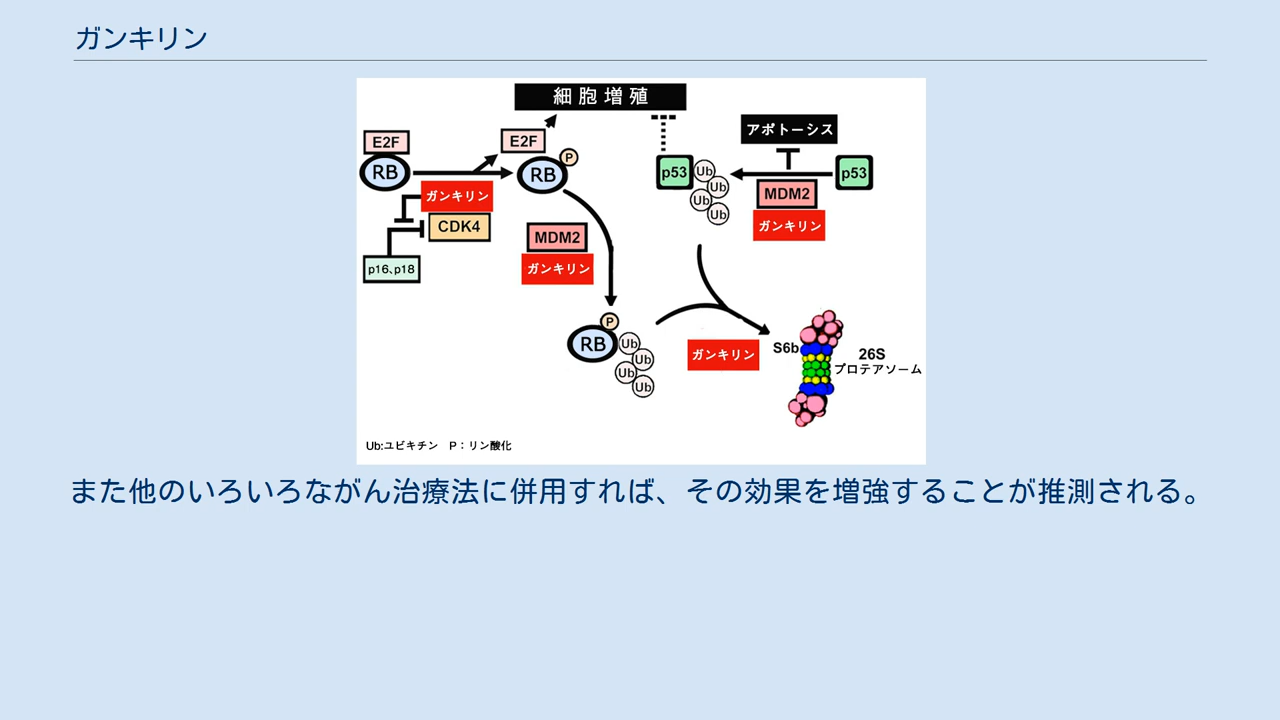 ガンキリン
細胞増殖
E2F
RB
E2F
RB
P
ガンキリン
CDK4
p16、p18
MDM2
ガンキリン
p53
Ub
Ub
Ub
Ub
アポトーシス
p53
MDM2
ガンキリン
P
RB
Ub
Ub
Ub
Ub
ガンキリン
S6b
26S
プロテアソーム
Ub:ユビキチン　P：リン酸化
また他のいろいろながん治療法に併用すれば、その効果を増強することが推測される。